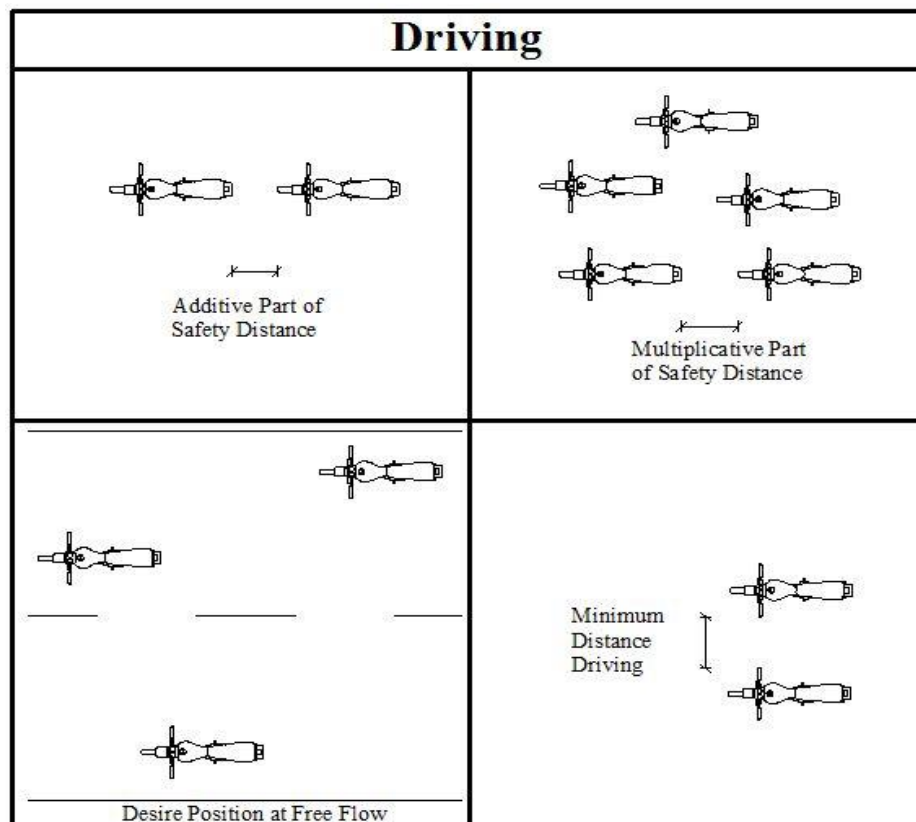 Driving
Additive Part of
Safety Distance
Multiplicative Part
of Safety Distance
Desire Position at Free Flow
Minimum
Distance
Driving